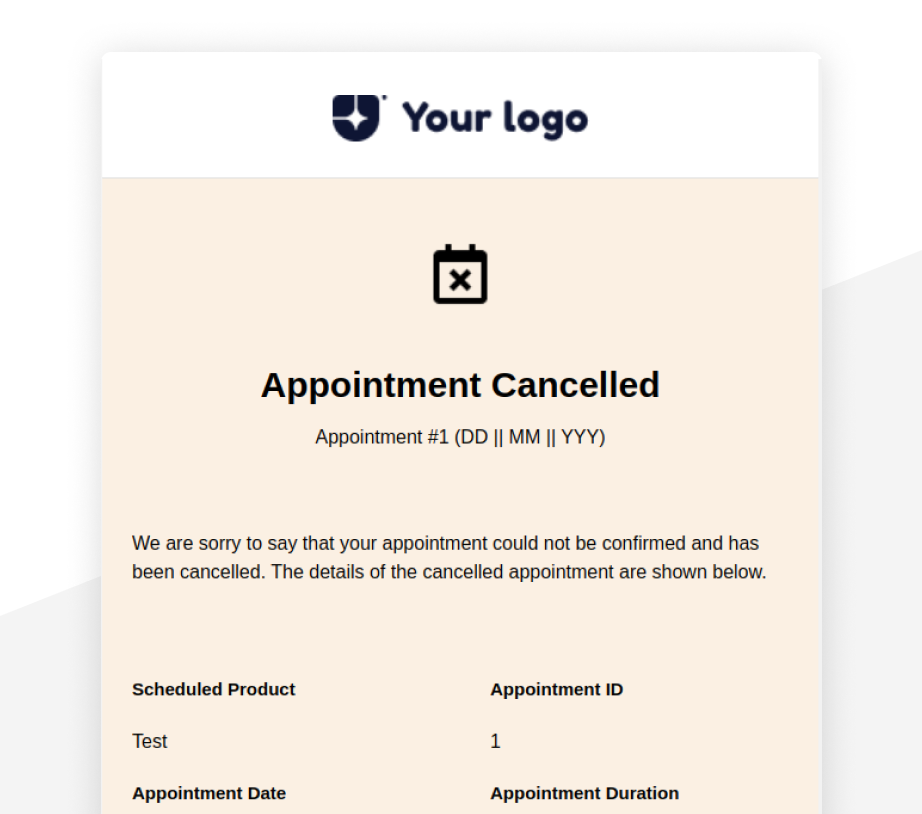 Your logo
Appointment Cancelled
Appointment #1 (DD || MM || YYY)
We are sorry to say that your appointment could not be confirmed and has
been cancelled. The details of the cancelled appointment are shown below.
Scheduled Product Appointment ID
Test 1
Appointment Date Appointment Duration